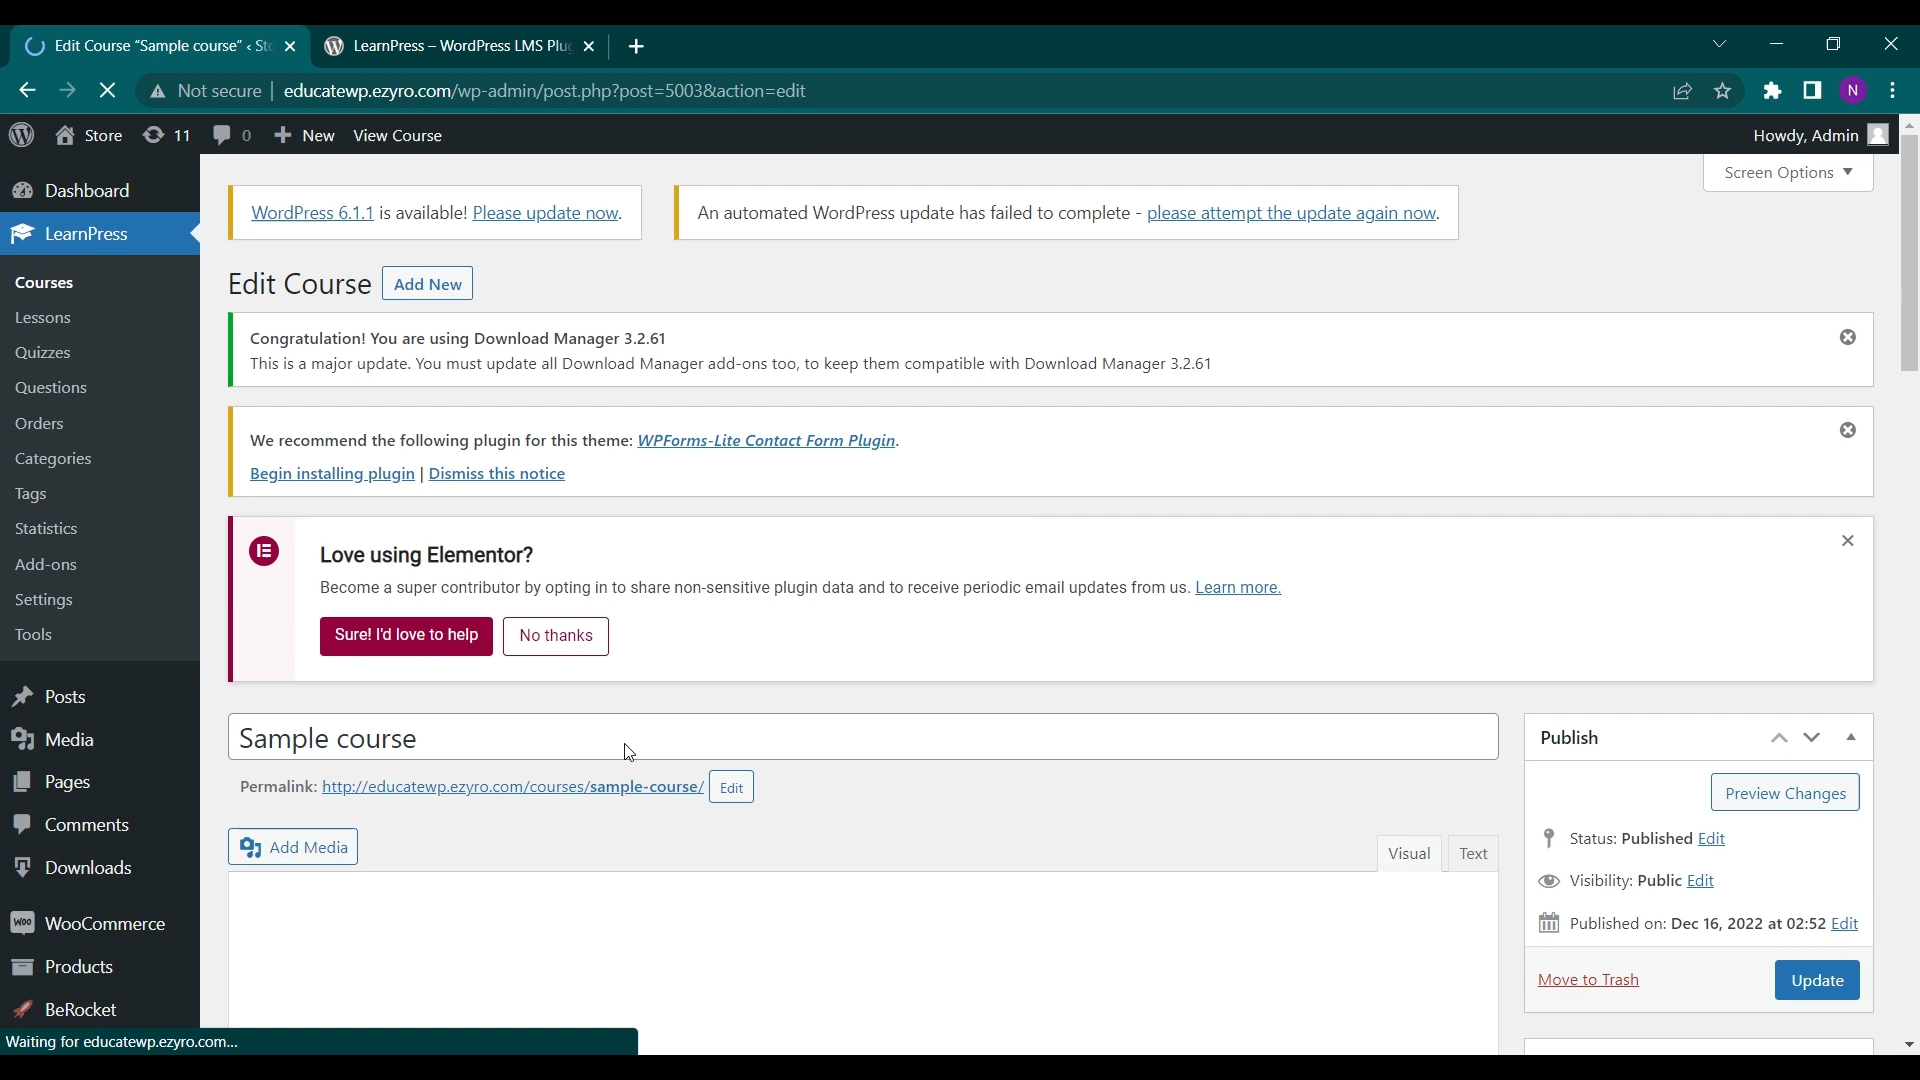 Edit Course “Sample course” ‹ Sto
LearnPress – WordPress LMS Plug
Not secure
educatewp.ezyro.com/wp-admin/post.php?post=5003&action=edit
N
Store
11
0
New
View Course
Howdy, Admin
Screen Options
Dashboard
LearnPress
Courses
Lessons
Quizzes
Questions
Orders
Categories
Tags
Statistics
Add-ons
Settings
Tools
Posts
Media
Pages
Comments
Downloads
WooCommerce
Products
BeRocket
WordPress 6.1.1 is available! Please update now.
An automated WordPress update has failed to complete - please attempt the update again now.
Edit Course
Add New
Congratulation! You are using Download Manager 3.2.61
This is a major update. You must update all Download Manager add-ons too, to keep them compatible with Download Manager 3.2.61
We recommend the following plugin for this theme: WPForms-Lite Contact Form Plugin.
Begin installing plugin | Dismiss this notice
Love using Elementor?
Become a super contributor by opting in to share non-sensitive plugin data and to receive periodic email updates from us. Learn more.
Sure! I'd love to help
No thanks
Sample course
Permalink: http://educatewp.ezyro.com/courses/sample-course/
Edit
Add Media
Visual
Text
Publish
Preview Changes
Status: Published Edit
Visibility: Public Edit
Published on: Dec 16, 2022 at 02:52 Edit
Move to Trash
Update
Waiting for educatewp.ezyro.com...